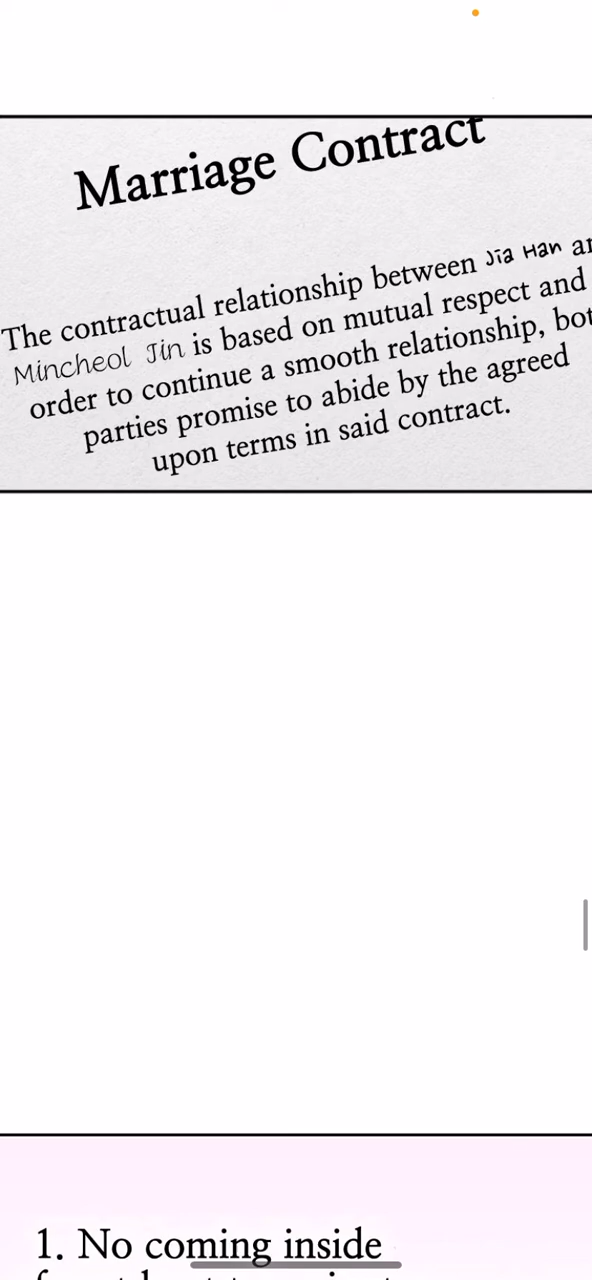 Marriage Contract
The contractual relationship between Jia Han
Mincheol Jin is based on mutual respect and
order to continue a smooth relationship,
parties promise to abide by the agreed
upon terms in said contract.
1. No coming inside